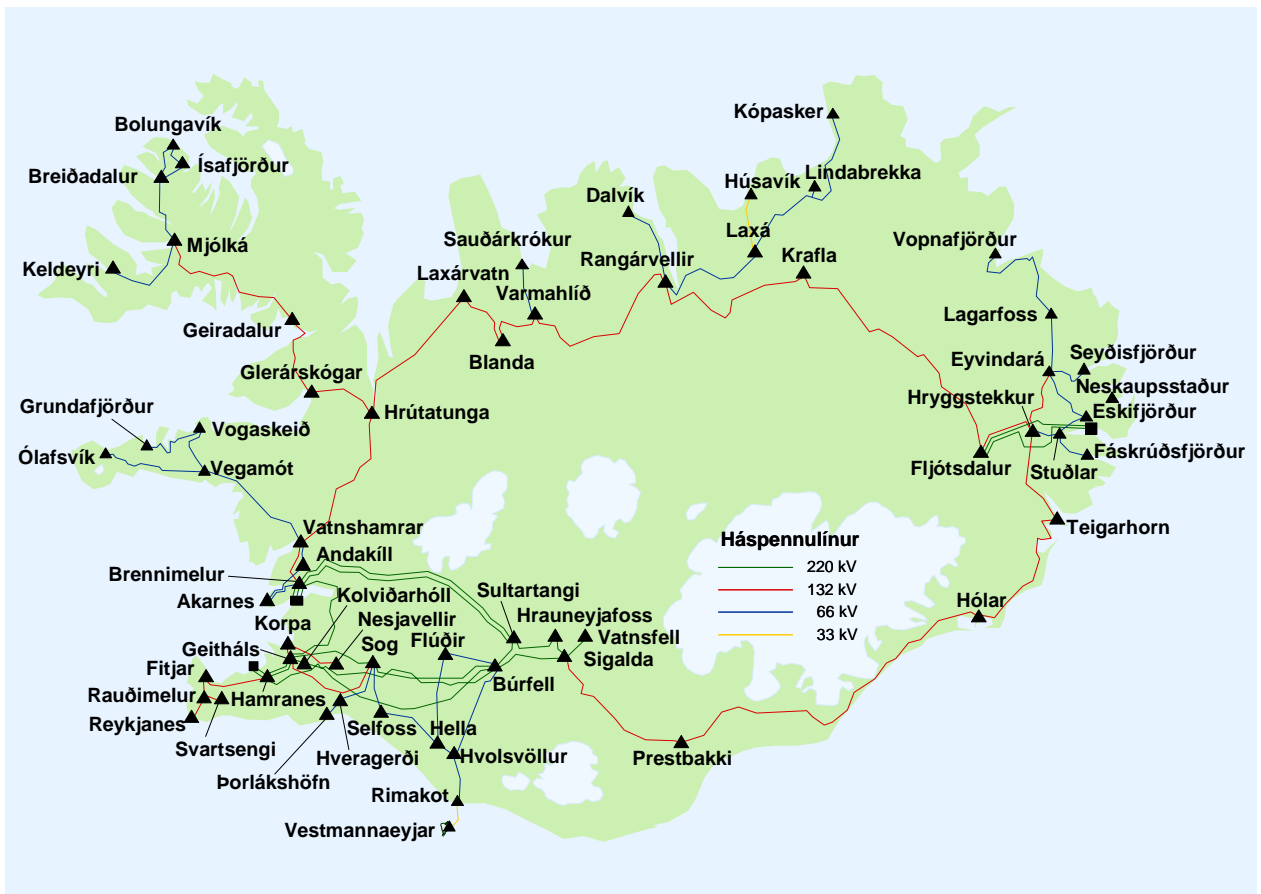 Kópasker
Bolungavík
Ísafjörður
Breiðadalur
Húsavík
Lindabrekka
Dalvík
Laxá
Mjólká
Sauðárkrókur
Vopnafjörður
Keldeyri
Rangárvellir
Krafla
Laxárvatn
Varmahlíð
Geiradalur
Lagarfoss
Blanda
Eyvindará
Seyðisfjörður
Glerárskógar
Neskaupsstaður
Hryggstekkur
Grundafjörður
Hrútatunga
Eskifjörður
Vogaskeið
Ólafsvík
Vegamót
Fljótsdalur
Fáskrúðsfjörður
Stuðlar
Vatnshamrar
Teigarhorn
Háspennulínur
220 kV
132 kV
66 kV
33 kV
Andakíll
Brennimelur
Kolviðarhóll
Sultartangi
Akarnes
Nesjavellir
Hrauneyjafoss
Hólar
Korpa
Sog
Flúðir
Vatnsfell
Geitháls
Sigalda
Fitjar
Búrfell
Rauðimelur
Hamranes
Reykjanes
Selfoss
Hella
Svartsengi
Hveragerði
Hvolsvöllur
Prestbakki
Þorlákshöfn
Rimakot
Vestmannaeyjar